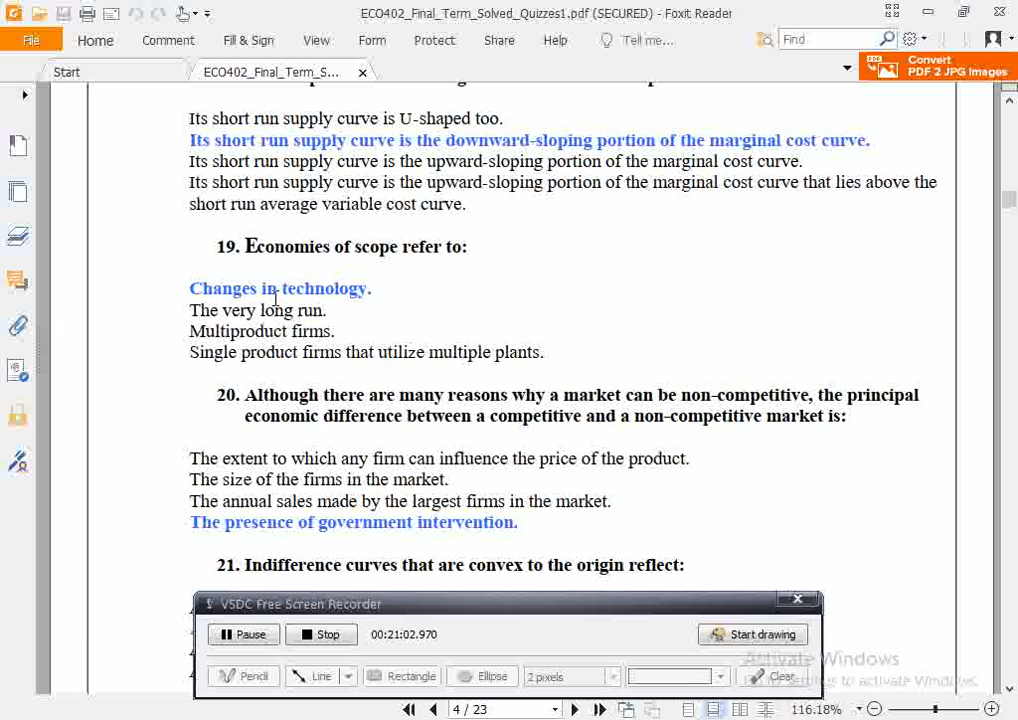 ECO402_Final_Term_Solved_Quizzes1.pdf (SECURED) - Foxit Reader
File Home Comment Fill & Sign View Form Protect Share Help Tell me... Find
Start ECO402_Final_Term_S... Convert
PDF 2 JPG Images
Its short run supply curve is U-shaped too.
Its short run supply curve is the downward-sloping portion of the marginal cost curve.
Its short run supply curve is the upward-sloping portion of the marginal cost curve.
Its short run supply curve is the upward-sloping portion of the marginal cost curve that lies above the
short run average variable cost curve.
19. Economies of scope refer to:
Changes in technology.
The very long run.
Multiproduct firms.
Single product firms that utilize multiple plants.
20. Although there are many reasons why a market can be non-competitive, the principal
economic difference between a competitive and a non-competitive market is:
The extent to which any firm can influence the price of the product.
The size of the firms in the market.
The annual sales made by the largest firms in the market.
The presence of government intervention.
21. Indifference curves that are convex to the origin reflect:
VSDC Free Screen Recorder
Pause Stop 00:21:02.970 Start drawing
Activate Windows
Pencil Line Rectangle Ellipse 2 pixels Clear
Go to Settings to activate Windows.
4 / 23 116.18%